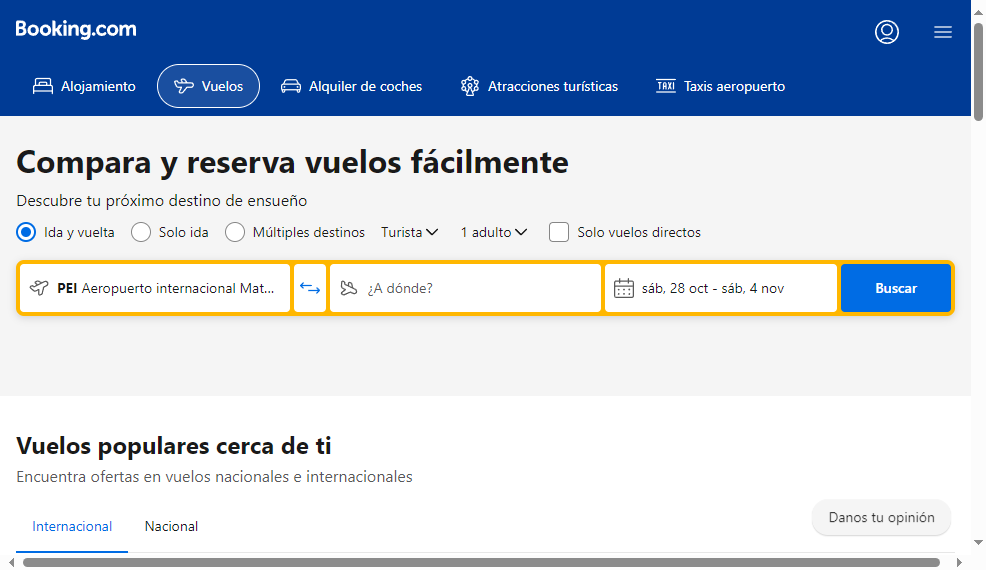 Booking.com
Alojamiento
Vuelos
Alquiler de coches
Atracciones turísticas
TAXI Taxis aeropuerto
Compara y reserva vuelos fácilmente
Descubre tu próximo destino de ensueño
Ida y vuelta
Solo ida
Múltiples destinos
Turista
1 adulto
Solo vuelos directos
PEI Aeropuerto internacional Mat...
¿A dónde?
sáb, 28 oct - sáb, 4 nov
Buscar
Vuelos populares cerca de ti
Encuentra ofertas en vuelos nacionales e internacionales
Internacional
Nacional
Danos tu opinión